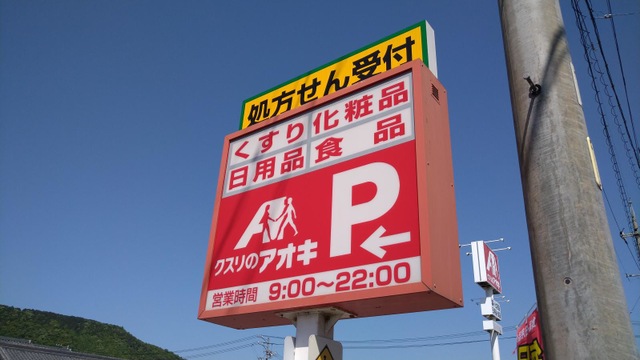 処方せん受付
くすり 化粧品
日用品 食品
P
クスリのアオキ
営業時間 9:00〜22:00